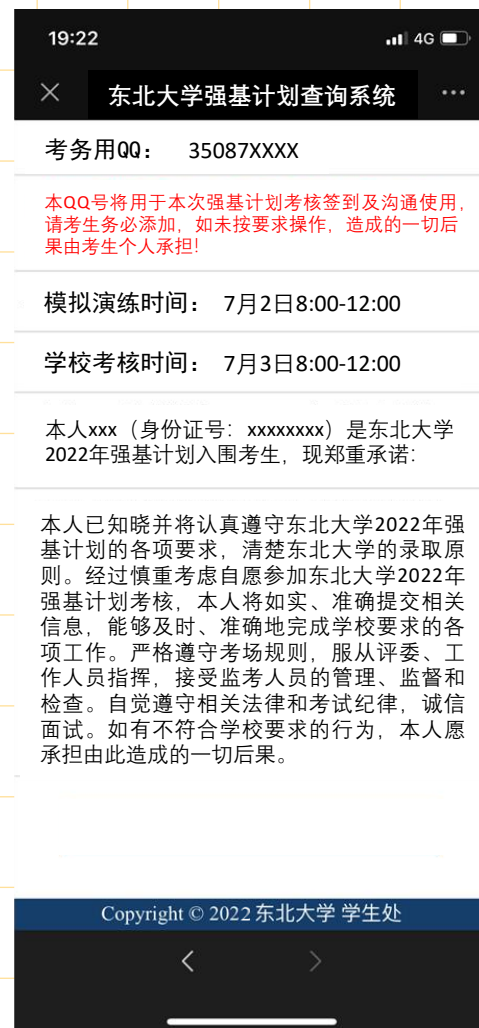 19:22
4G
东北大学强基计划查询系统
考务用QQ： 35087XXXX
本QQ号将用于本次强基计划考核签到及沟通使用，
请考生务必添加，如未按要求操作，造成的一切后
果由考生个人承担!
模拟演练时间： 7月2日8:00-12:00
学校考核时间： 7月3日8:00-12:00
本人xxx（身份证号：xxxxxxxx）是东北大学
2022年强基计划入围考生，现郑重承诺：
本人已知晓并将认真遵守东北大学2022年强
基计划的各项要求，清楚东北大学的录取原
则。经过慎重考虑自愿参加东北大学2022年
强基计划考核，本人将如实、准确提交相关
信息，能够及时、准确地完成学校要求的各
项工作。严格遵守考场规则，服从评委、工
作人员指挥，接受监考人员的管理、监督和
检查。自觉遵守相关法律和考试纪律，诚信
面试。如有不符合学校要求的行为，本人愿
承担由此造成的一切后果。
Copyright © 2022 东北大学 学生处